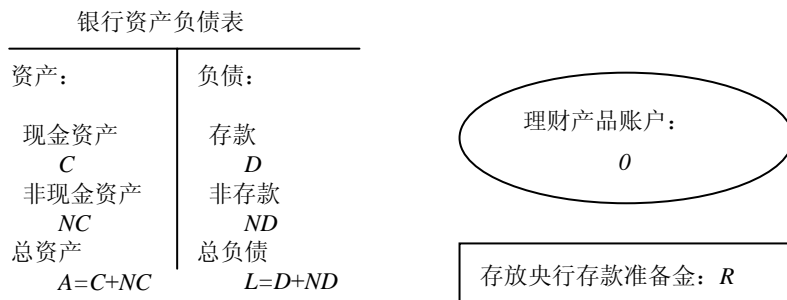 银行资产负债表
资产： 负债：
现金资产 存款
C D
非现金资产 非存款
NC ND
总资产 总负债
A=C+NC L=D+ND
理财产品账户：
0
存放央行存款准备金：R